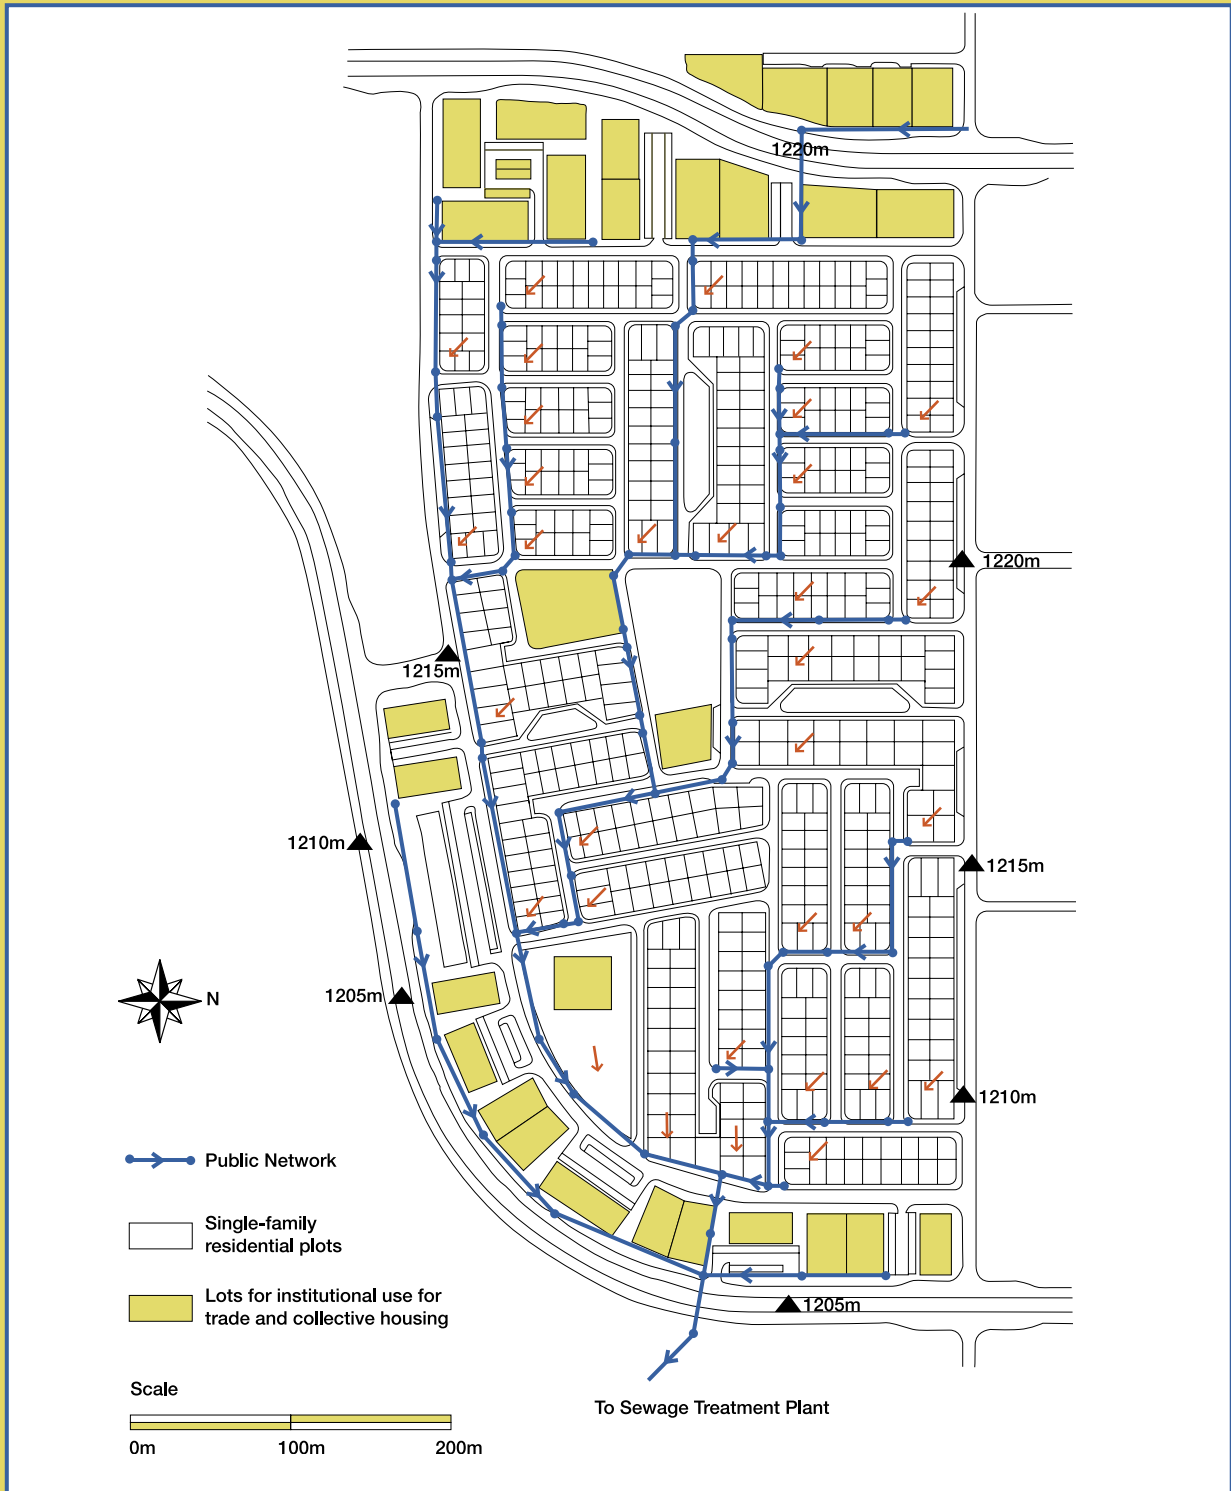 1220m
1220m
1215m
1210m
1215m
1205m
N
1210m
Public Network
Single-family
residential plots
Lots for institutional use for
trade and collective housing
1205m
Scale
To Sewage Treatment Plant
0m 100m 200m